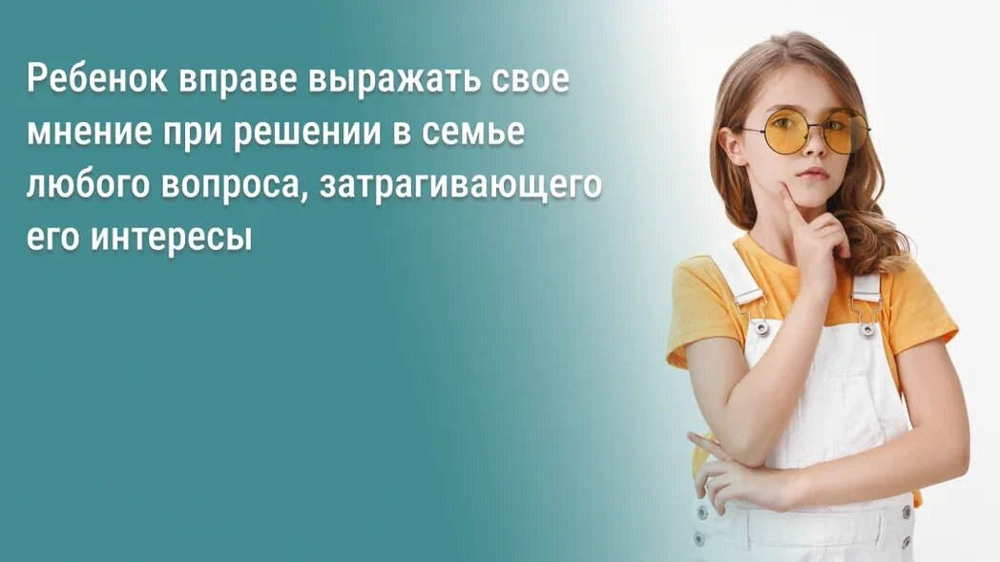 Ребенок вправе выражать свое
мнение при решении в семье
любого вопроса, затрагивающего
его интересы